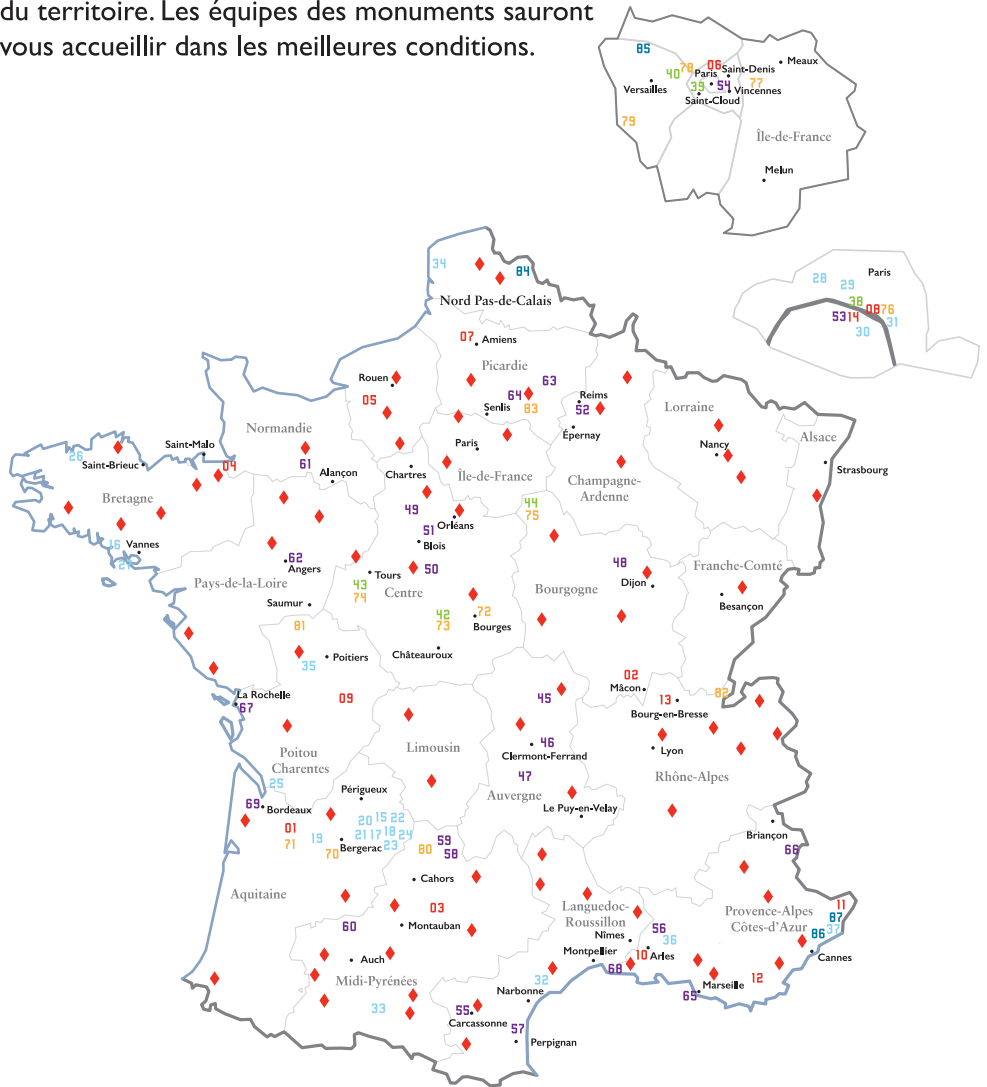 du territoire. Les équipes des monuments sauront
vous accueillir dans les meilleures conditions.
85
Meaux
06
78
40
Paris
Saint-Denis
77
Versailles
39
54
Vincennes
Saint-Cloud
79
Île-de-France
Melun
Paris
28
29
38
08
76
53
14
31
30
34
84
Nord Pas-de-Calais
07
Amiens
Picardie
Rouen
63
64
83
05
Senlis
Reims
52
Lorraine
Épernay
Normandie
Saint-Malo
Paris
Nancy
Alsace
26
Saint-Brieuc
04
61
Alançon
Chartres
Île-de-France
Strasbourg
Champagne-
Ardenne
Bretagne
49
44
75
Orléans
51
16
Vannes
Blois
27
62
Angers
50
48
Franche-Comté
Pays-de-la-Loire
Tours
43
74
Centre
Bourgogne
Dijon
Besançon
Saumur
42
73
72
Bourges
81
35
Poitiers
Châteauroux
02
Mâcon
La Rochelle
67
09
45
13
82
Bourg-en-Bresse
Poitou
Charentes
Limousin
46
Clermont-Ferrand
Lyon
47
Rhône-Alpes
25
Périgueux
Auvergne
69
Bordeaux
Le Puy-en-Velay
20
15
22
01
71
19
21
17
18
24
Briançon
70
Bergerac
23
80
59
58
66
Cahors
Aquitaine
03
Languedoc-
Roussillon
Provence-Alpes
Côtes-d'Azur
11
87
37
86
60
Montauban
56
36
Nîmes
Cannes
Auch
Montpellier
10
Arles
68
Midi-Pyrénées
32
12
Narbonne
65
Marseille
33
55
Carcassonne
57
Perpignan